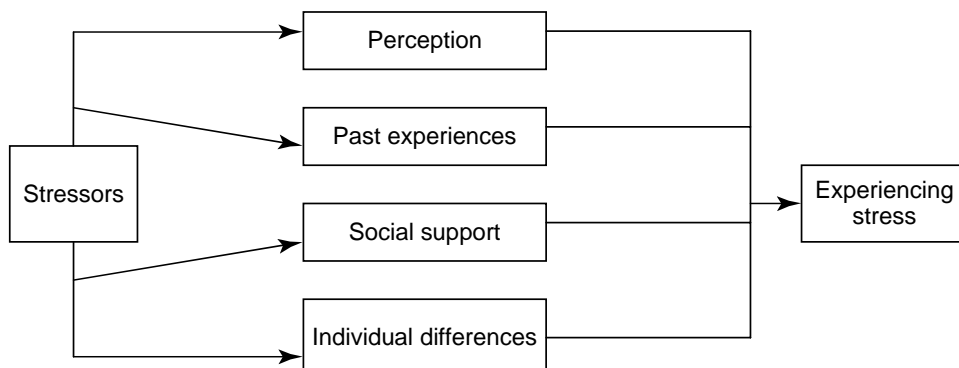 Perception
Past experiences
Stressors
Social support
Individual differences
Experiencing
stress